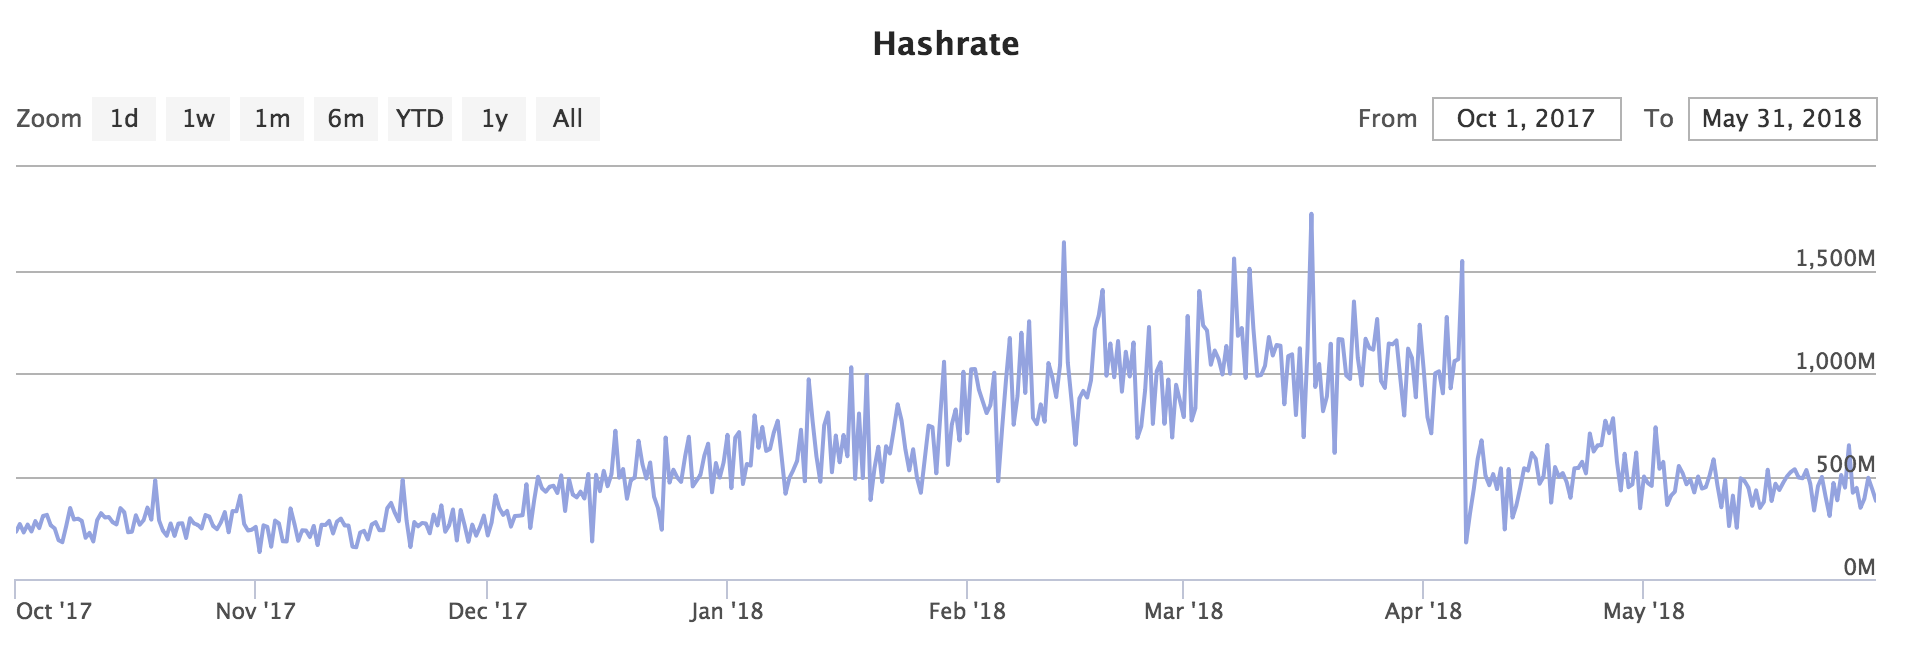 Hashrate
Zoom 1d 1w 1m 6m YTD 1y All From Oct 1, 2017 To May 31, 2018
1,500M
1,000M
500M
0M
Oct '17 Nov '17 Dec '17 Jan '18 Feb '18 Mar '18 Apr '18 May '18